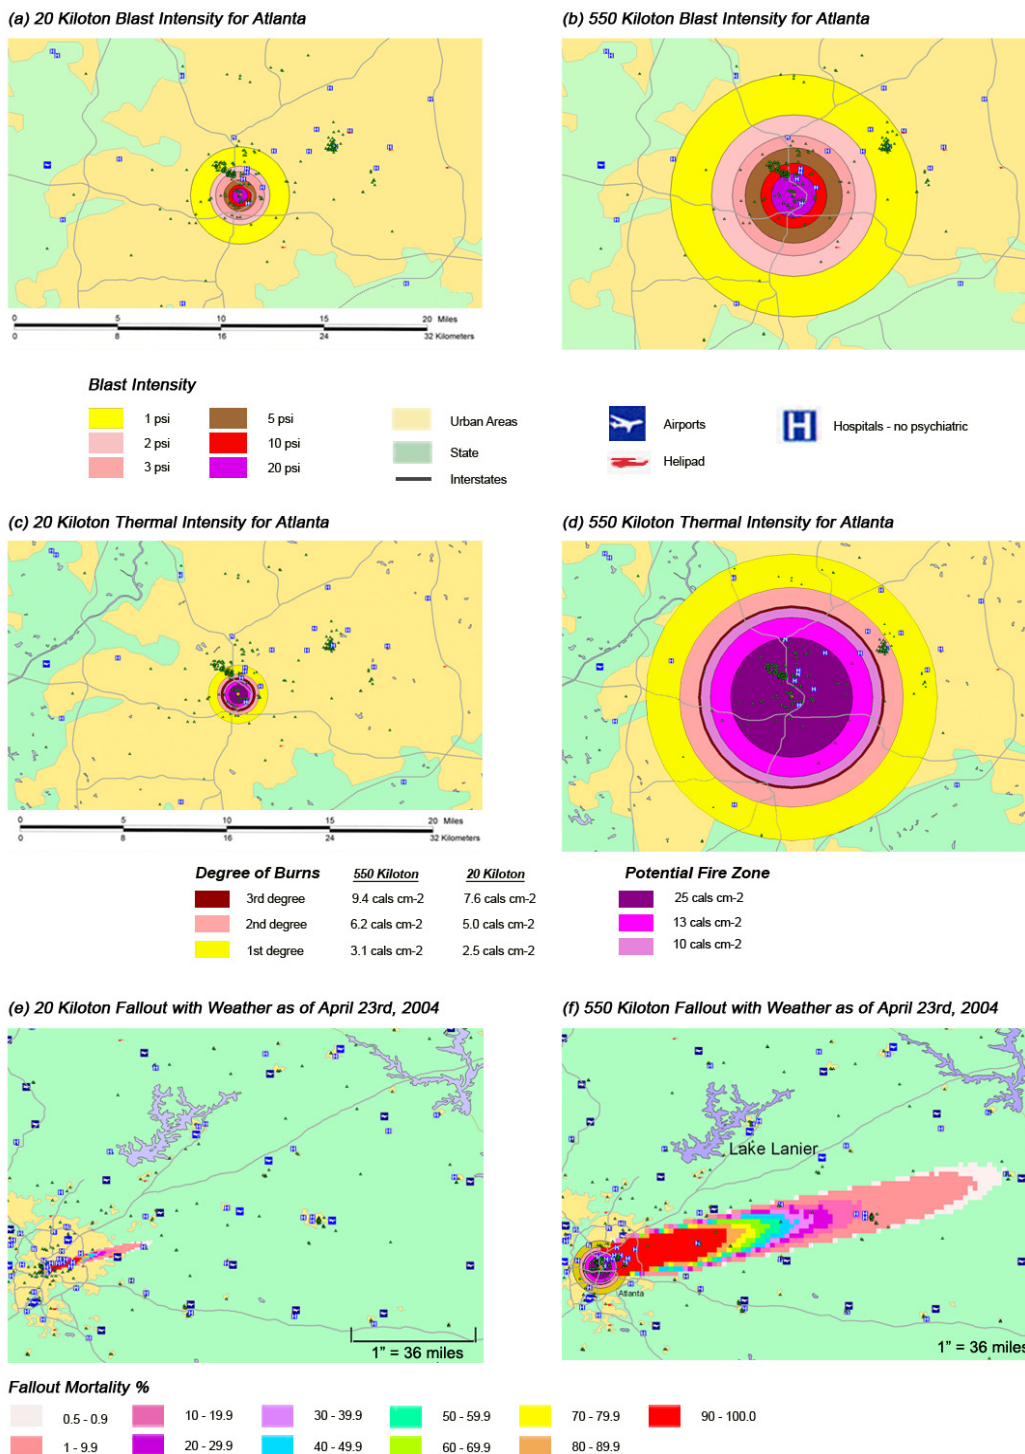 (a) 20 Kiloton Blast Intensity for Atlanta
(b) 550 Kiloton Blast Intensity for Atlanta
0 5 10 15 20 Miles
0 8 16 24 32 Kilometers
Blast Intensity
1 psi
5 psi
Urban Areas
Airports
Hospitals - no psychiatric
2 psi
10 psi
State
Helipad
3 psi
20 psi
Interstates
(c) 20 Kiloton Thermal Intensity for Atlanta
(d) 550 Kiloton Thermal Intensity for Atlanta
0 5 10 15 20 Miles
0 8 16 24 32 Kilometers
Degree of Burns 550 Kiloton 20 Kiloton
3rd degree 9.4 cals cm-2 7.6 cals cm-2
2nd degree 6.2 cals cm-2 5.0 cals cm-2
1st degree 3.1 cals cm-2 2.5 cals cm-2
Potential Fire Zone
25 cals cm-2
13 cals cm-2
10 cals cm-2
(e) 20 Kiloton Fallout with Weather as of April 23rd, 2004
(f) 550 Kiloton Fallout with Weather as of April 23rd, 2004
Lake Lanier
Atlanta
1" = 36 miles
1" = 36 miles
Fallout Mortality %
0.5 - 0.9 10 - 19.9 30 - 39.9 50 - 59.9 70 - 79.9 90 - 100.0
1 - 9.9 20 - 29.9 40 - 49.9 60 - 69.9 80 - 89.9